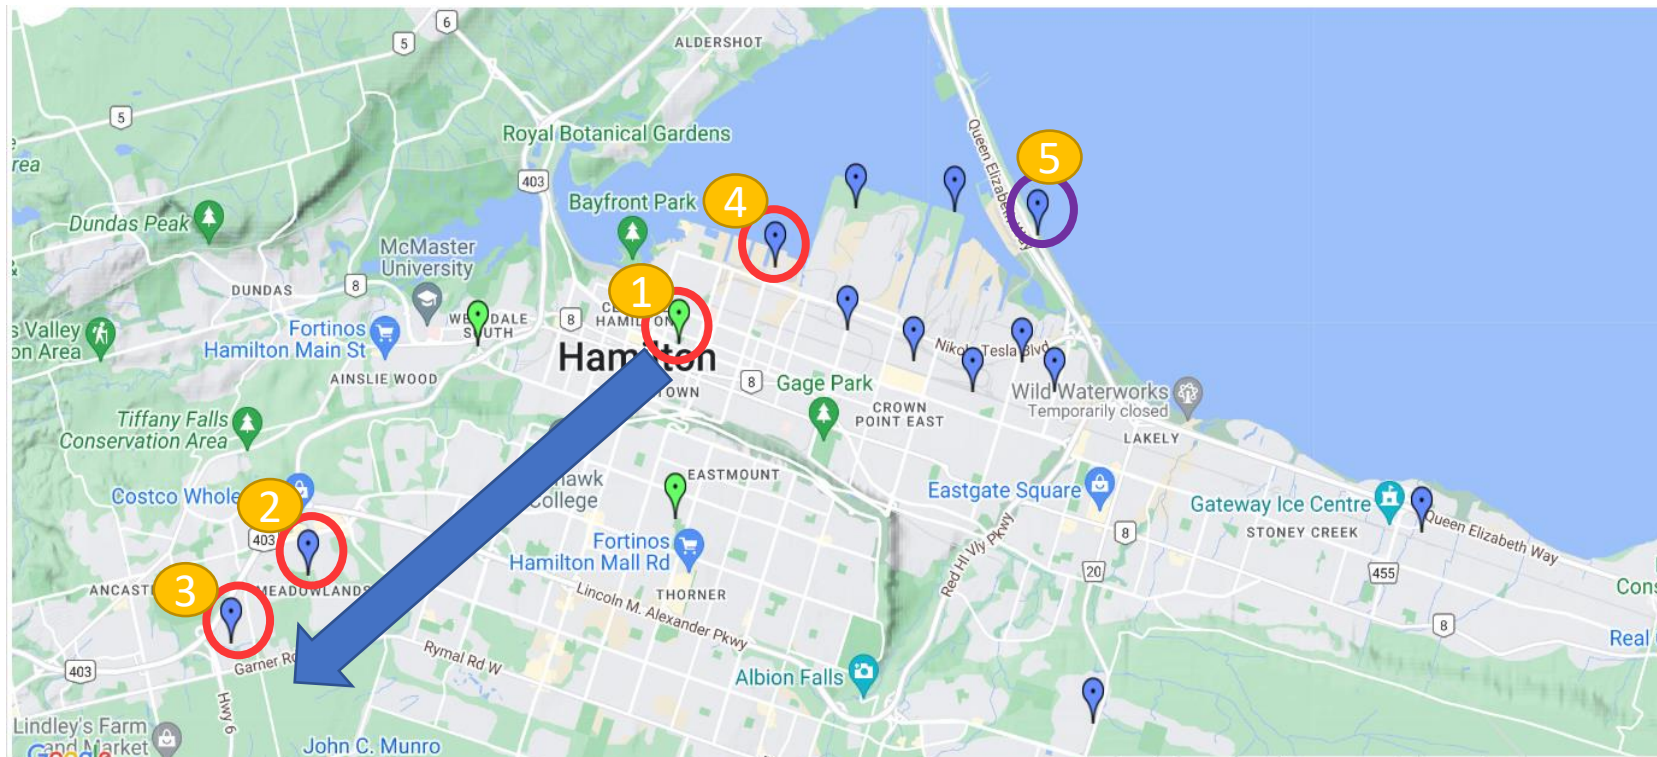 6
5
ALDERSHOT
5
rea
Royal Botanical Gardens
403
Queen Elizabeth Way
5
4
Bayfront Park
Dundas Peak
McMaster
University
DUNDAS
8
1
8
HAMILTON
SOUTH
s Valley
on Area
Fortinos
Hamilton Main St
Hamilton
Nikola Tesla Blvd
AINSLIE WOOD
8
Gage Park
TOWN
Wild Waterworks
Temporarily closed
CROWN
POINT EAST
Tiffany Falls
Conservation Area
LAKELY
EASTMOUNT
College
Costco Whole
2
Eastgate Square
Gateway Ice Centre
Queen Elizabeth Way
STONEY CREEK
8
403
Fortinos
Hamilton Mall Rd
Red Hill Vly Pkwy
20
455
3
ANCAST
MEADOWLANDS
THORNER
Lincoln M. Alexander Pkwy
Cons
8
Real
Garner Rd
Rymal Rd W
403
Albion Falls
Hwy 6
Lindley's Farm
and Market
Google
John C. Munro